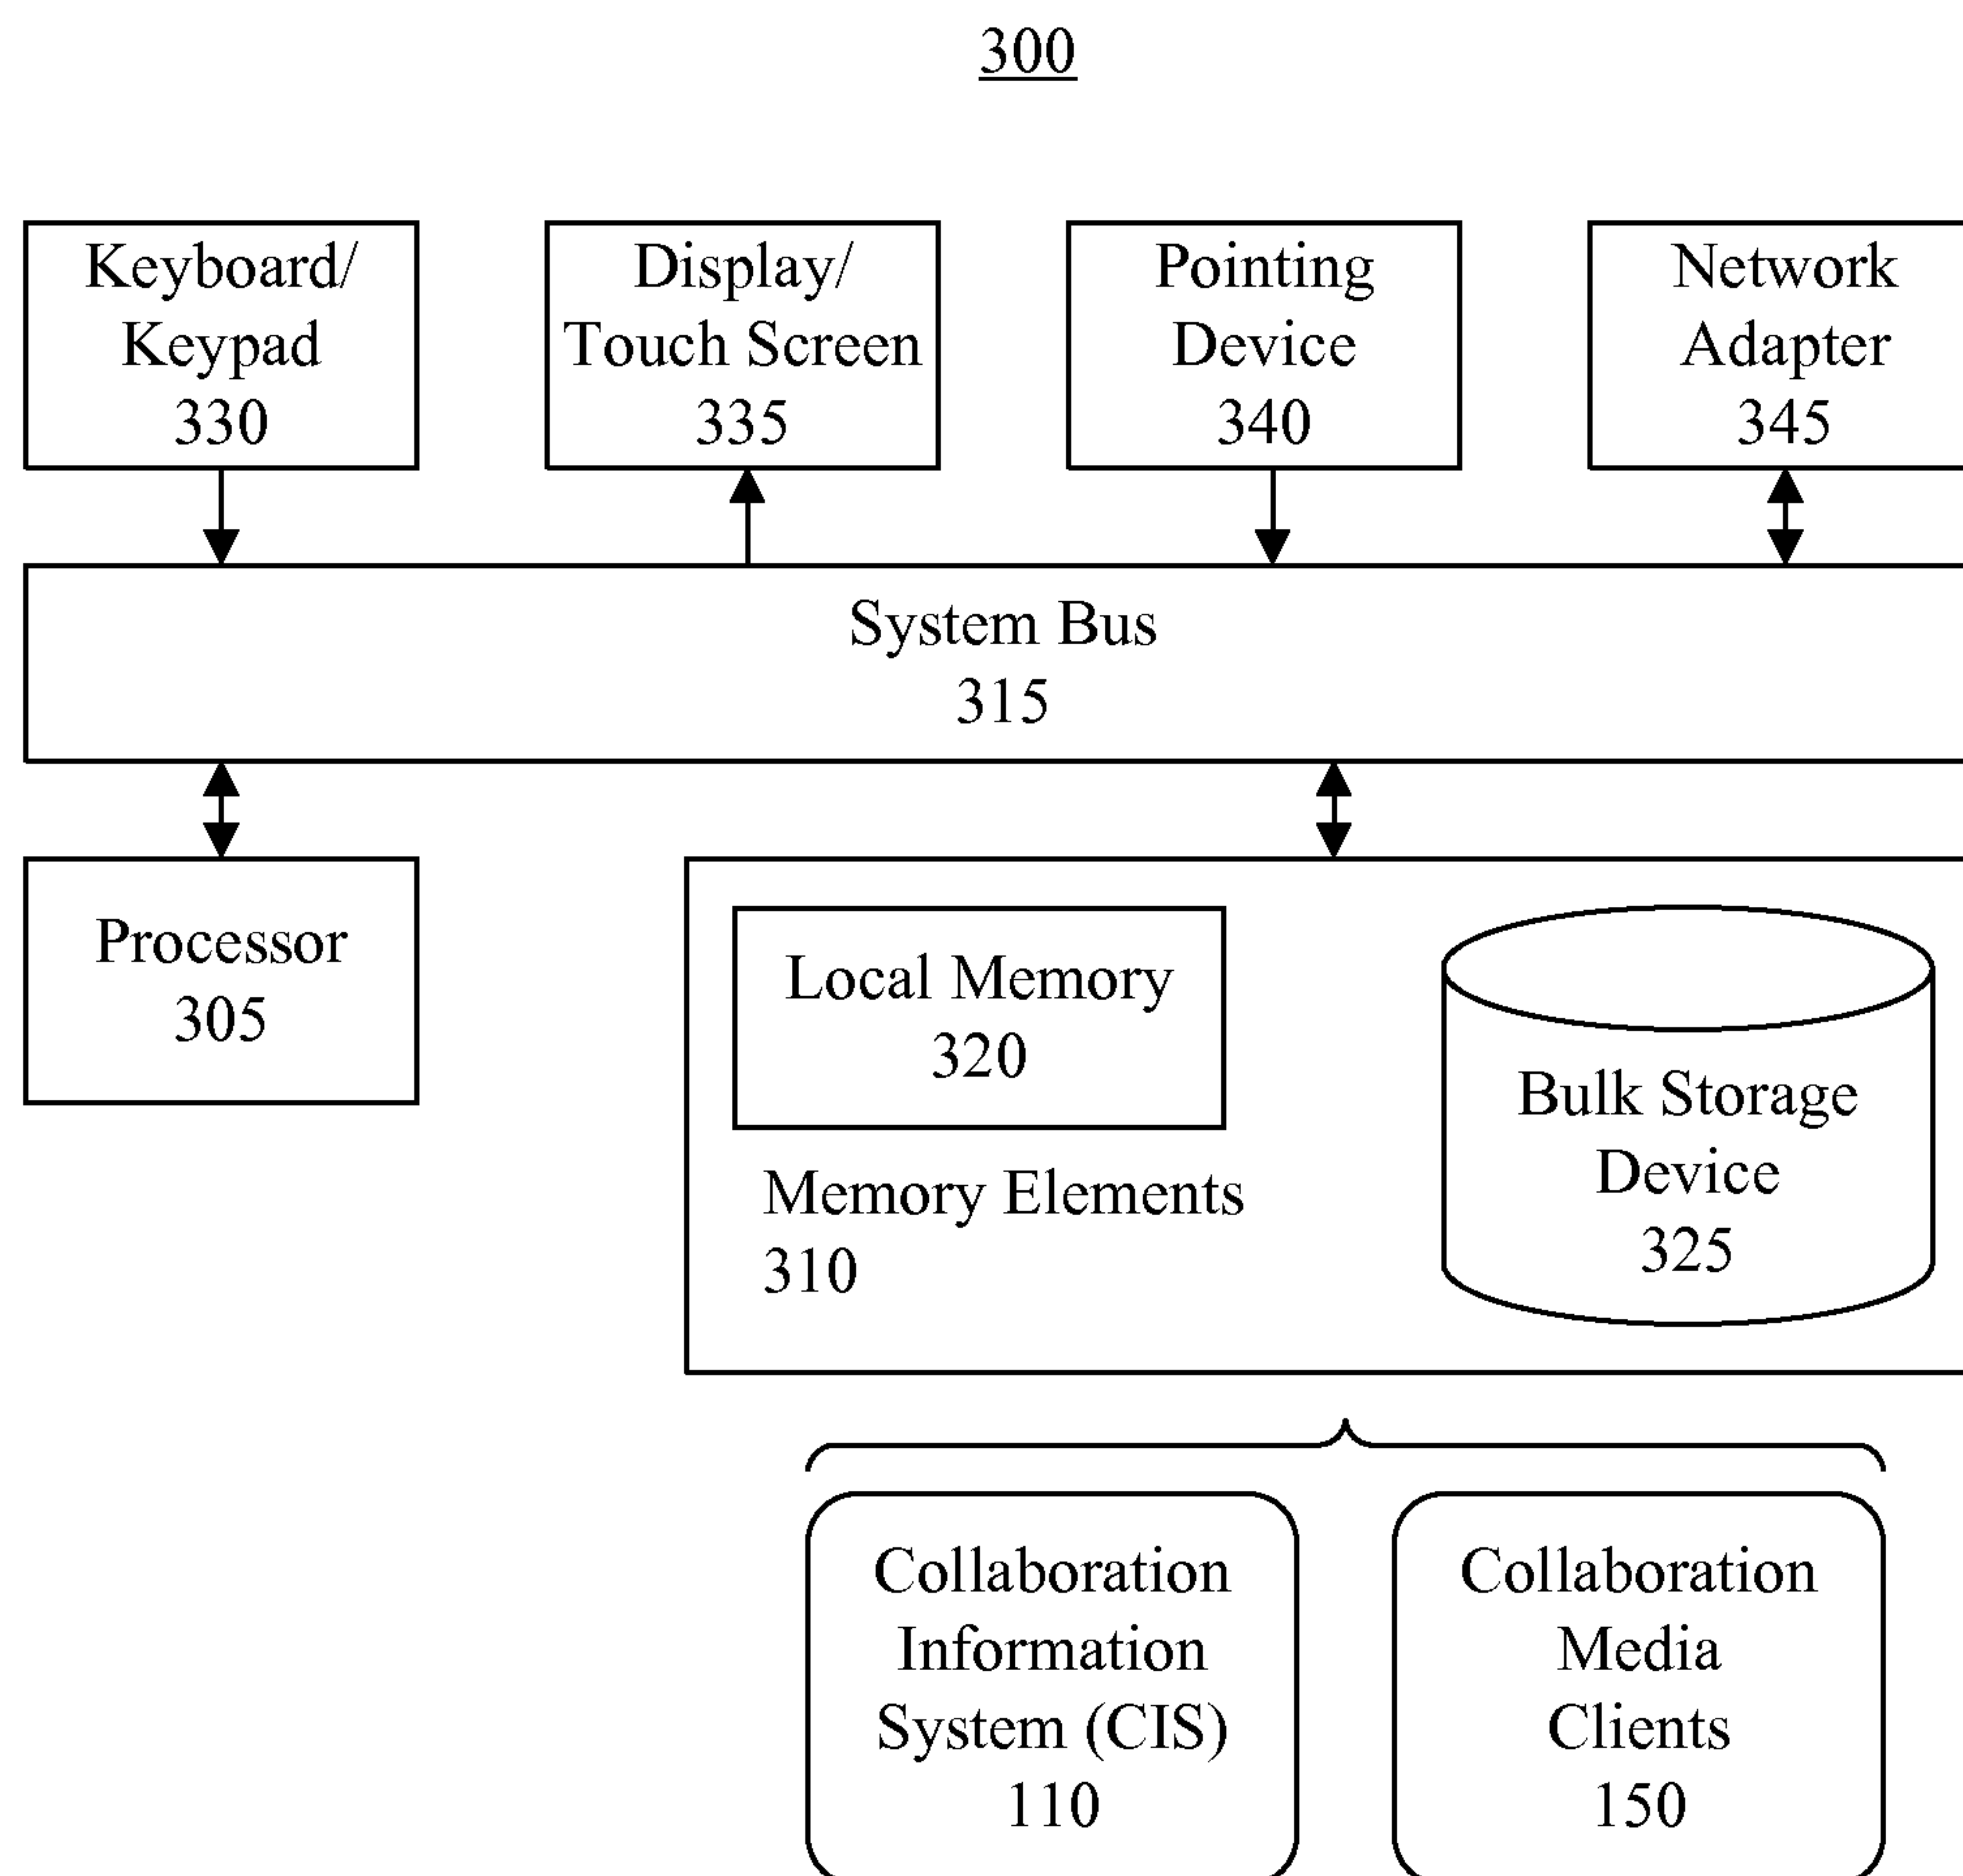 300
Keyboard/
Keypad
330
Display/
Touch Screen
335
Pointing
Device
340
Network
Adapter
345
System Bus
315
Processor
305
Local Memory
320
Memory Elements
310
Bulk Storage
Device
325
Collaboration
Information
System (CIS)
110
Collaboration
Media
Clients
150